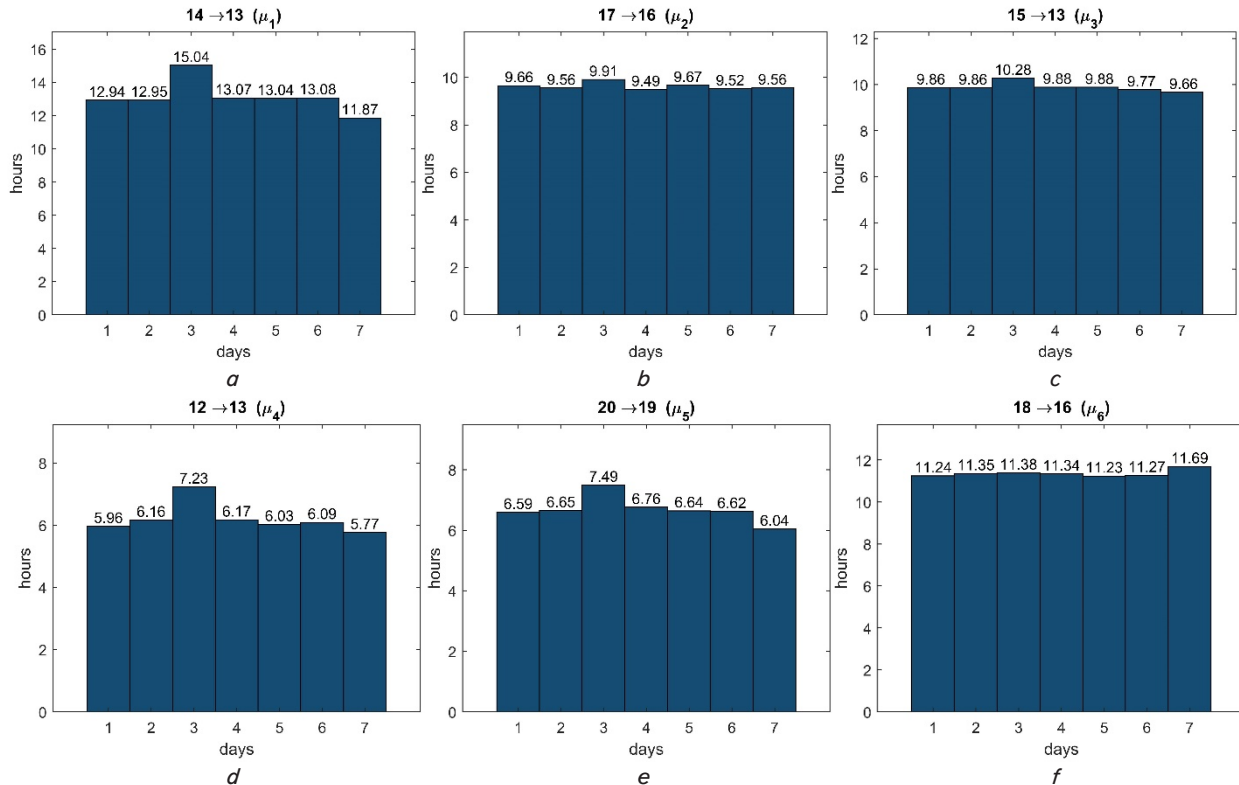 14 →13 (μ1)
16
14
12
10
8
6
4
2
0
hours
12.94 12.95 15.04 13.07 13.04 13.08 11.87
1 2 3 4 5 6 7
days
a
17 →16 (μ2)
10
8
6
4
2
0
hours
9.66 9.56 9.91 9.49 9.67 9.52 9.56
1 2 3 4 5 6 7
days
b
15 →13 (μ3)
12
10
8
6
4
2
0
hours
9.86 9.86 10.28 9.88 9.88 9.77 9.66
1 2 3 4 5 6 7
days
c
12 →13 (μ4)
8
6
4
2
0
hours
5.96 6.16 7.23 6.17 6.03 6.09 5.77
1 2 3 4 5 6 7
days
d
20 →19 (μ5)
8
6
4
2
0
hours
6.59 6.65 7.49 6.76 6.64 6.62 6.04
1 2 3 4 5 6 7
days
e
18 →16 (μ6)
12
10
8
6
4
2
0
hours
11.24 11.35 11.38 11.34 11.23 11.27 11.69
1 2 3 4 5 6 7
days
f